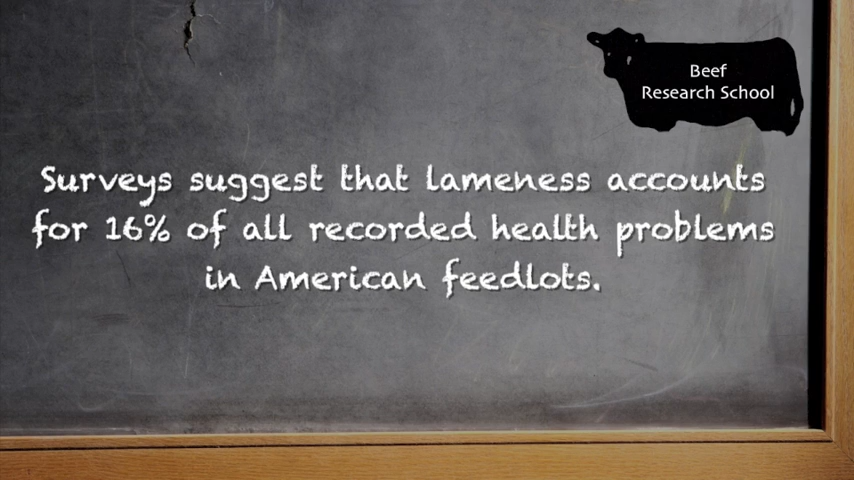 Beef
Research School
Surveys suggest that lameness accounts
for 16% of all recorded health problems
in American feedlots.